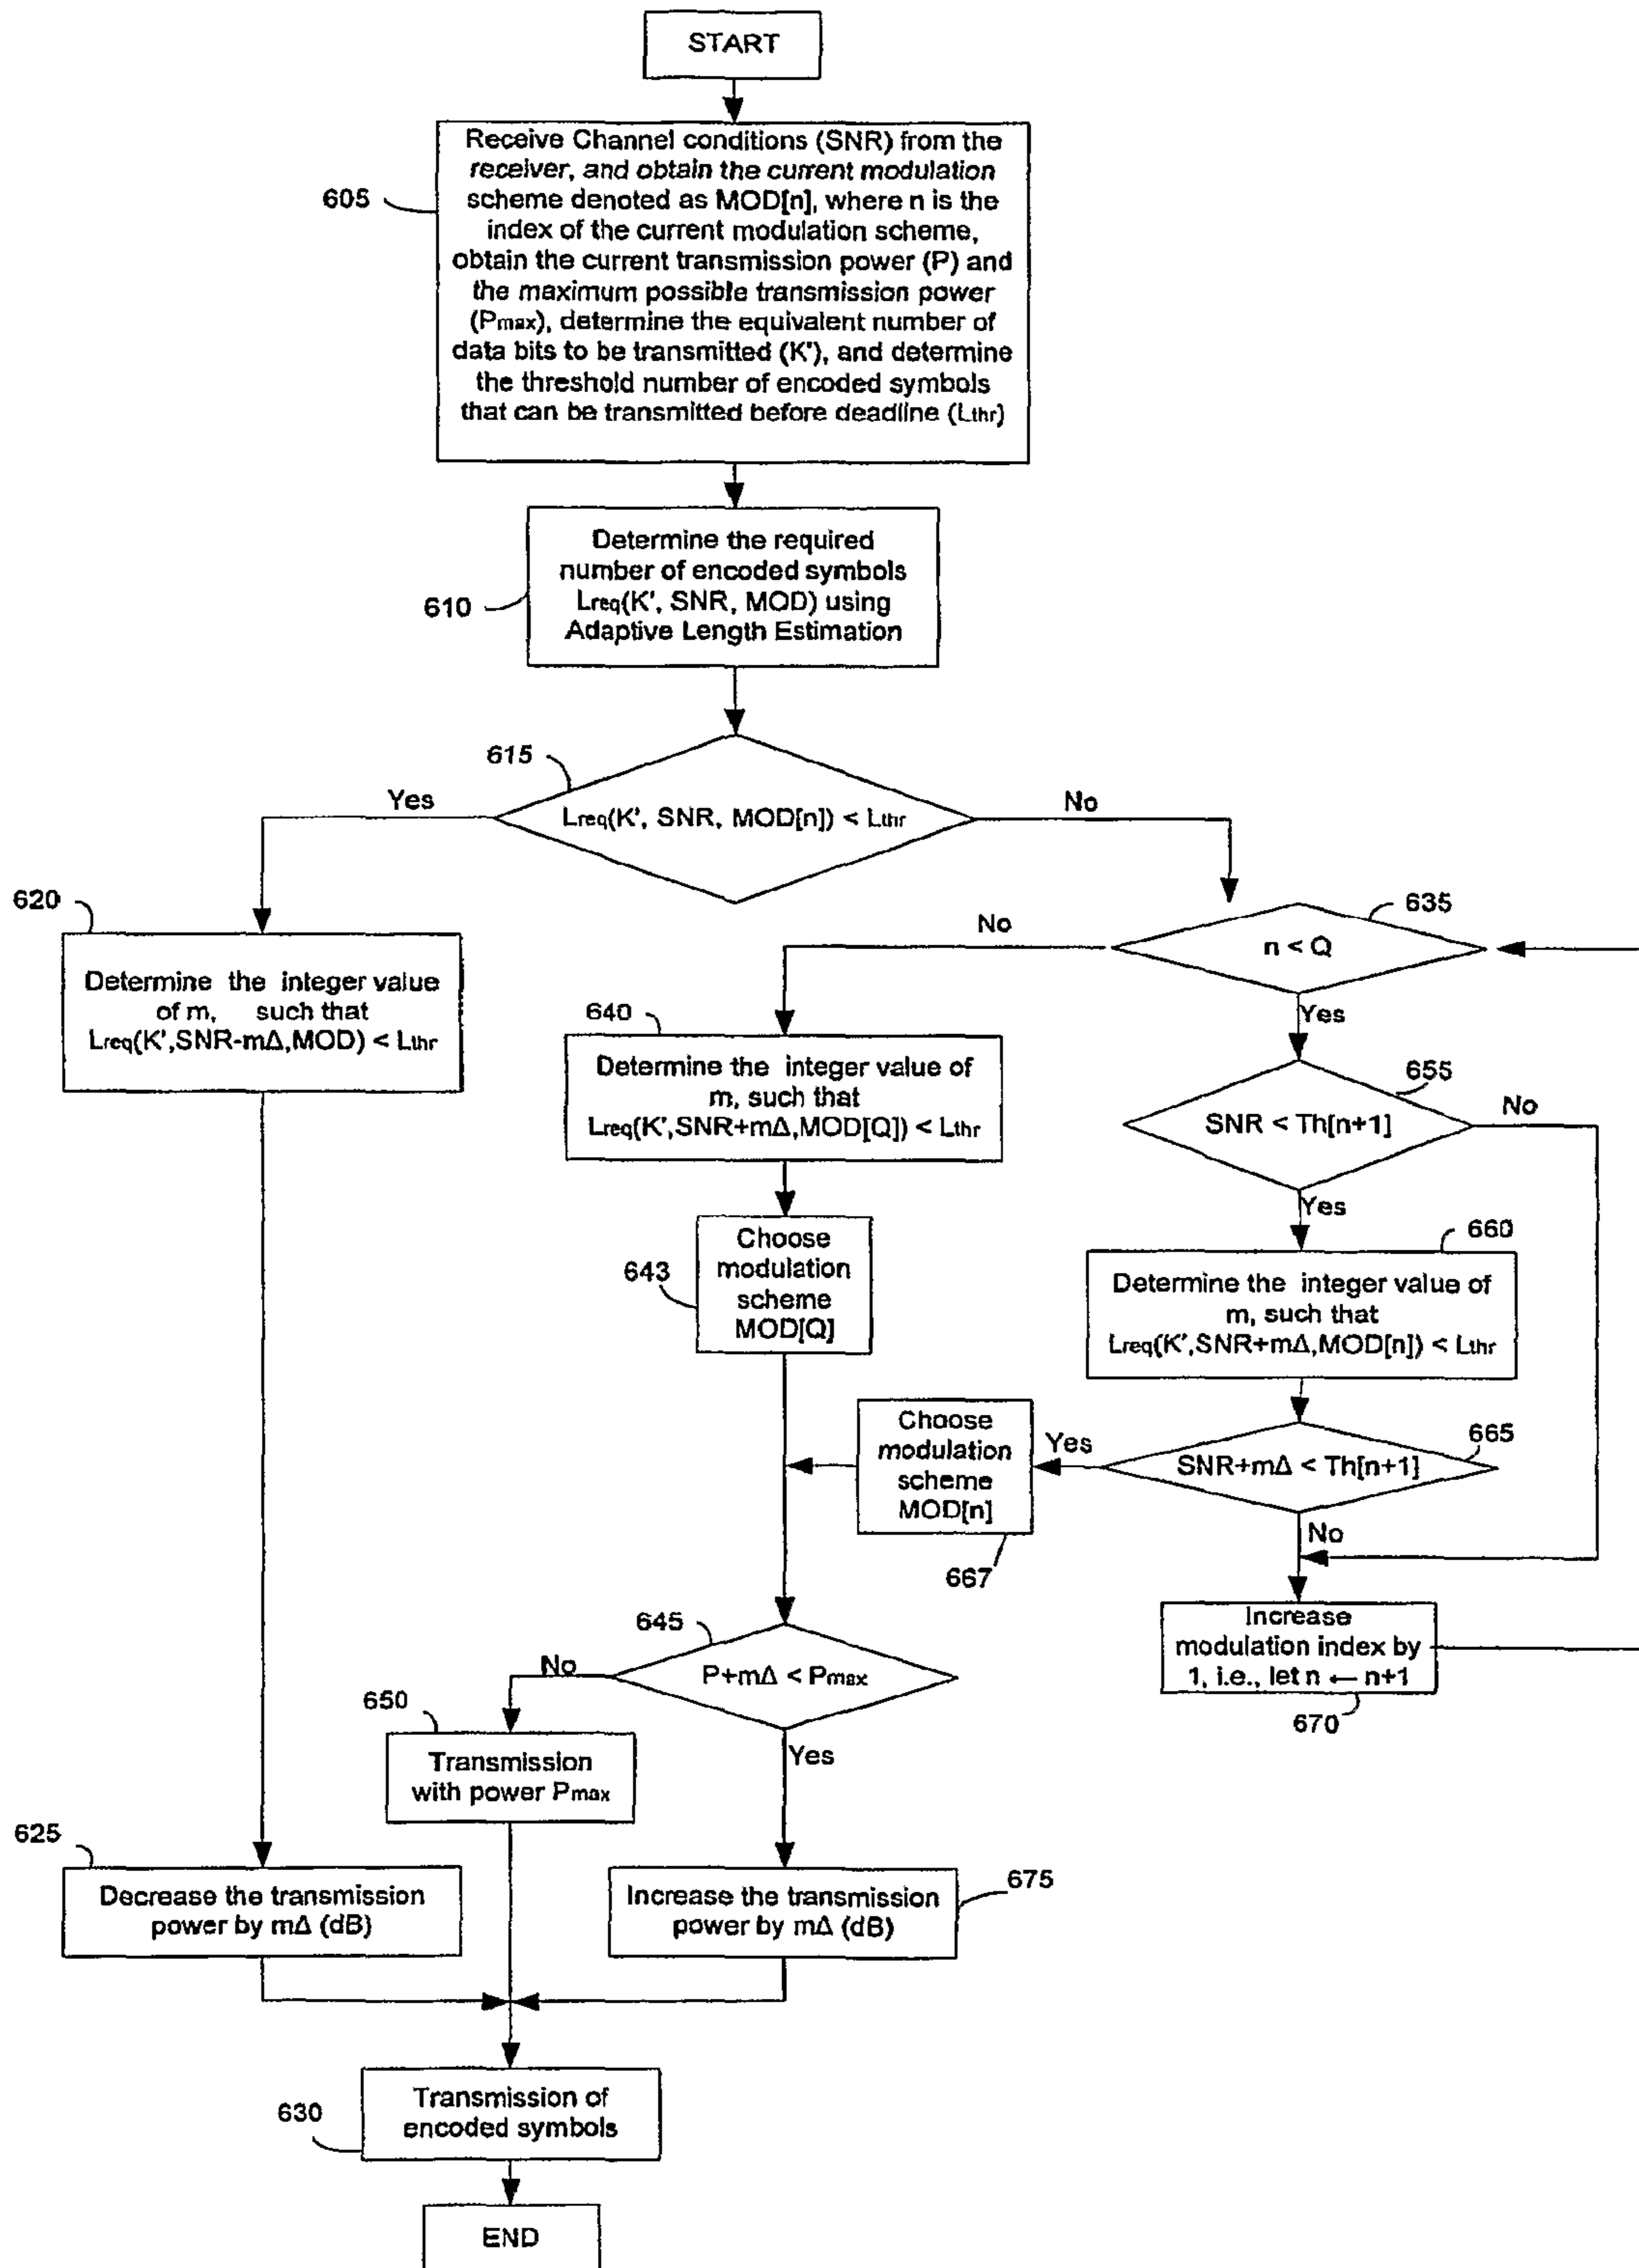 START
605
Receive Channel conditions (SNR) from the
receiver, and obtain the current modulation
scheme denoted as MOD[n], where n is the
index of the current modulation scheme,
obtain the current transmission power (P) and
the maximum possible transmission power
(Pmax), determine the equivalent number of
data bits to be transmitted (K'), and determine
the threshold number of encoded symbols
that can be transmitted before deadline (Lthr)
610
Determine the required
number of encoded symbols
Lreq(K', SNR, MOD) using
Adaptive Length Estimation
615
Yes
Lreq(K', SNR, MOD[n]) < Lthr
No
620
Determine the integer value
of m, such that
Lreq(K',SNR-mΔ,MOD) < Lthr
635
No
n < Q
Yes
640
Determine the integer value of
m, such that
Lreq(K',SNR+mΔ,MOD[Q]) < Lthr
655
SNR < Th[n+1]
No
Yes
643
Choose
modulation
scheme
MOD[Q]
660
Determine the integer value of
m, such that
Lreq(K',SNR+mΔ,MOD[n]) < Lthr
665
SNR+mΔ < Th[n+1]
Yes
No
Choose
modulation
scheme
MOD[n]
667
Increase
modulation index by
1, i.e., let n ← n+1
670
645
No
P+mΔ < Pmax
Yes
650
Transmission
with power Pmax
625
Decrease the transmission
power by mΔ (dB)
Increase the transmission
power by mΔ (dB)
675
630
Transmission of
encoded symbols
END